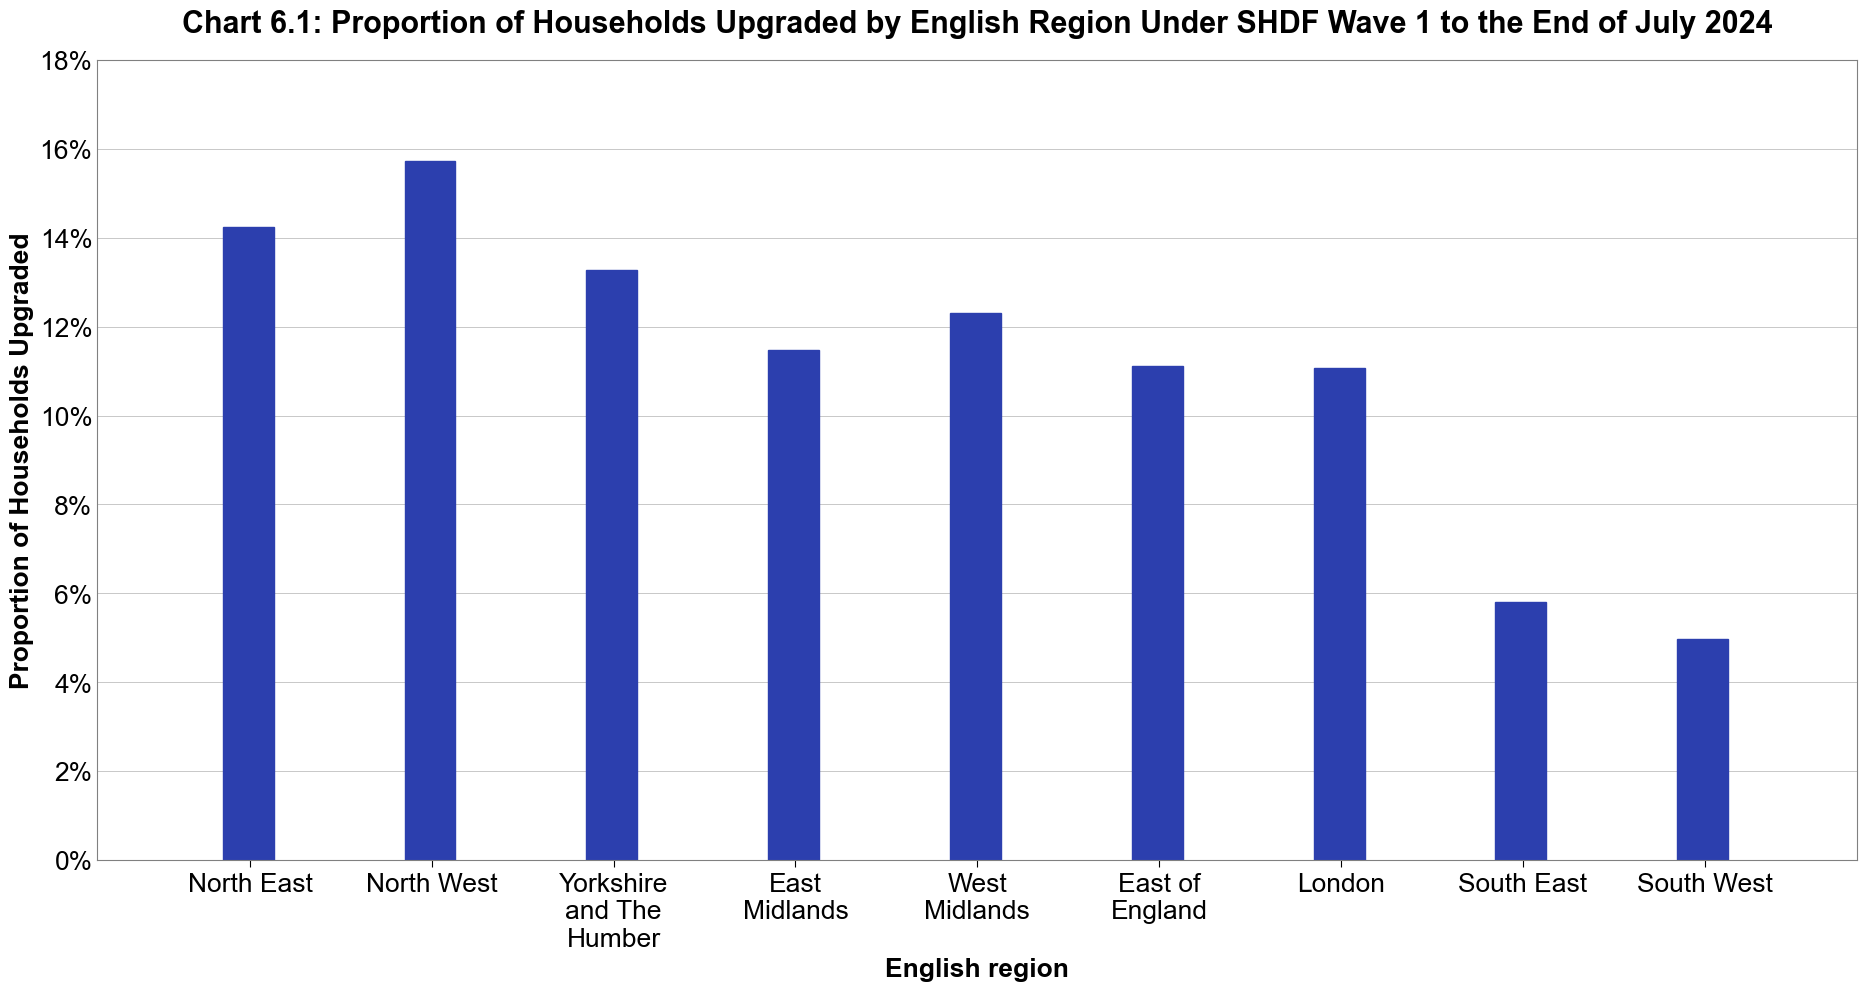 Chart 6.1: Proportion of Households Upgraded by English Region Under SHDF Wave 1 to the End of July 2024
Proportion of Households Upgraded
18%
16%
14%
12%
10%
8%
6%
4%
2%
0%
North East
North West
Yorkshire
and The
Humber
East
Midlands
West
Midlands
East of
England
London
South East
South West
English region